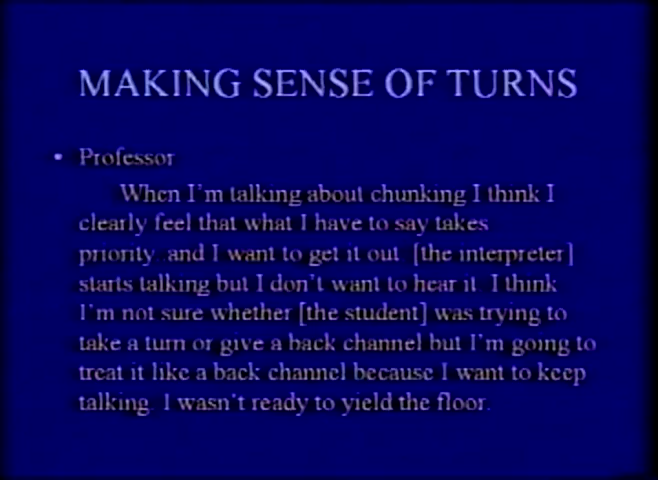 MAKING SENSE OF TURNS
• Professor
When I'm talking about chunking I think I
clearly feel that what I have to say takes
priority, and I want to get it out. [the interpreter]
starts talking but I don't want to hear it. I think
I'm not sure whether [the student] was trying to
take a turn or give a back channel but I'm going to
treat it like a back channel because I want to keep
talking. I wasn't ready to yield the floor.